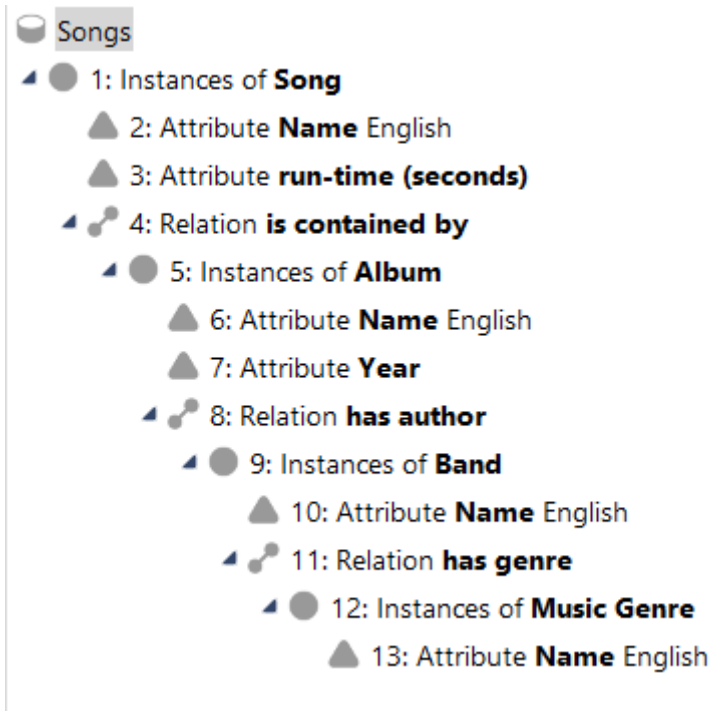 Songs
1: Instances of Song
2: Attribute Name English
3: Attribute run-time (seconds)
4: Relation is contained by
5: Instances of Album
6: Attribute Name English
7: Attribute Year
8: Relation has author
9: Instances of Band
10: Attribute Name English
11: Relation has genre
12: Instances of Music Genre
13: Attribute Name English